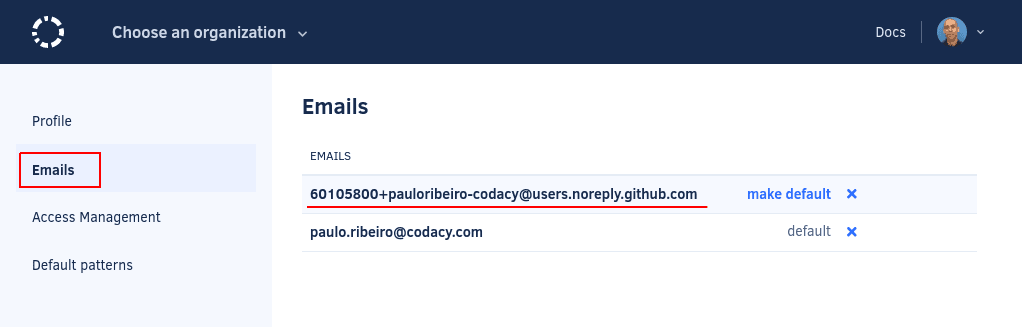 Choose an organization
Docs
Profile
Emails
Access Management
Default patterns
Emails
EMAILS
60105800+pauloribeiro-codacy@users.noreply.github.com make default
paulo.ribeiro@codacy.com default